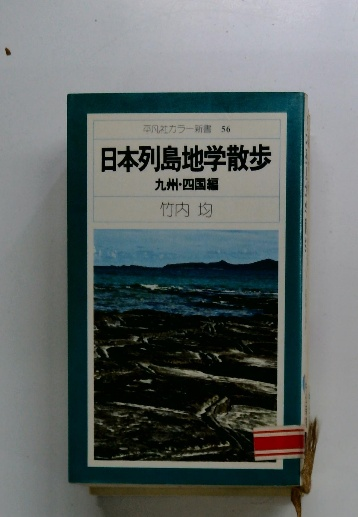 平凡社カラー新書 56
日本列島地学散歩
九州・四国編
竹内 均